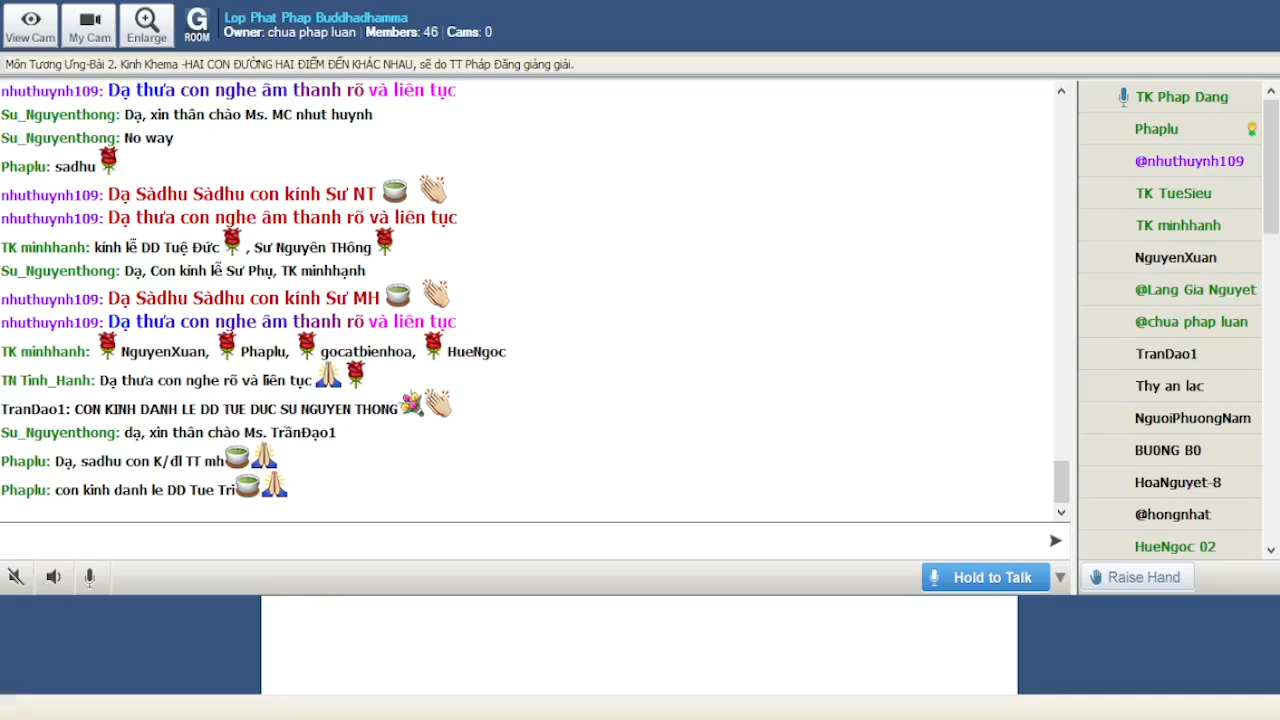 View Cam
My Cam
Enlarge
G
ROOM
Lop Phat Phap Buddhadhamma
Owner: chua phap luan | Members: 46 | Cams: 0
Môn Tương Ưng-Bài 2. Kinh Khema -HAI CON ĐƯỜNG HAI ĐIỂM ĐẾN KHÁC NHAU, sẽ do TT Pháp Đăng giảng giải.
nhuthuynh109: Dạ thưa con nghe âm thanh rõ và liên tục
Su_Nguyenthong: Dạ, xin thân chào Ms. MC nhut huynh
Su_Nguyenthong: No way
Phaplu: sadhu
nhuthuynh109: Dạ Sàdhu Sàdhu con kính Sư NT
nhuthuynh109: Dạ thưa con nghe âm thanh rõ và liên tục
TK minhhanh: kính lễ DD Tuệ Đức , Sư Nguyên THông
Su_Nguyenthong: Dạ, Con kính lễ Sư Phụ, TK minhhạnh
nhuthuynh109: Dạ Sàdhu Sàdhu con kính Sư MH
nhuthuynh109: Dạ thưa con nghe âm thanh rõ và liên tục
TK minhhanh: NguyenXuan, Phaplu, gocatbienhoa, HueNgoc
TN Tinh_Hanh: Dạ thưa con nghe rõ và liên tục
TranDao1: CON KINH DANH LE DD TUE DUC SU NGUYEN THONG
Su_Nguyenthong: dạ, xin thân chào Ms. TrầnĐạo1
Phaplu: Dạ, sadhu con K/đl TT mh
Phaplu: con kinh danh le DD Tue Tri
Hold to Talk
TK Phap Dang
Phaplu
@nhuthuynh109
TK TueSieu
TK minhhanh
NguyenXuan
@Lang Gia Nguyet
@chua phap luan
TranDao1
Thy an lac
NguoiPhuongNam
BU0NG B0
HoaNguyet-8
@hongnhat
HueNgoc 02
Raise Hand